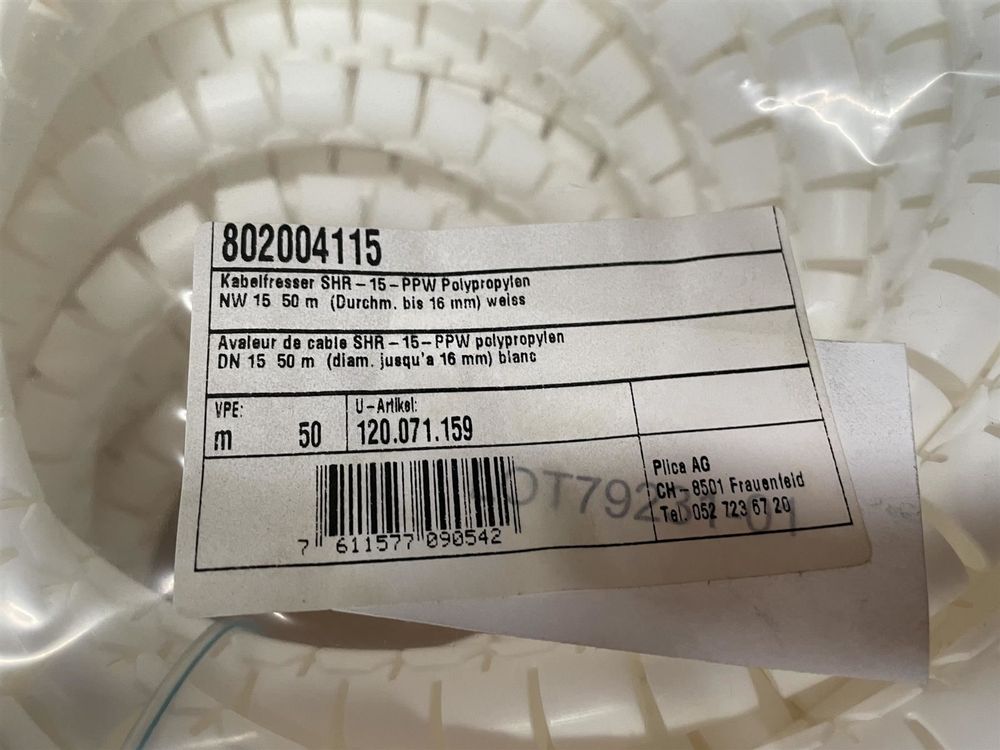 802004115
Kabelfresser SHR-15-PPW Polypropylen
NW 15 50 m (Durchm. bis 16 mm) weiss
Avaleur de cable SHR-15-PPW polypropylen
DN 15 50 m (diam. jusqu'a 16 mm) blanc
VPE:
m 50
U-Artikel:
120.071.159
Plica AG
CH-8501 Frauenfeld
Tel. 052 723 67 20
7 611577 090542